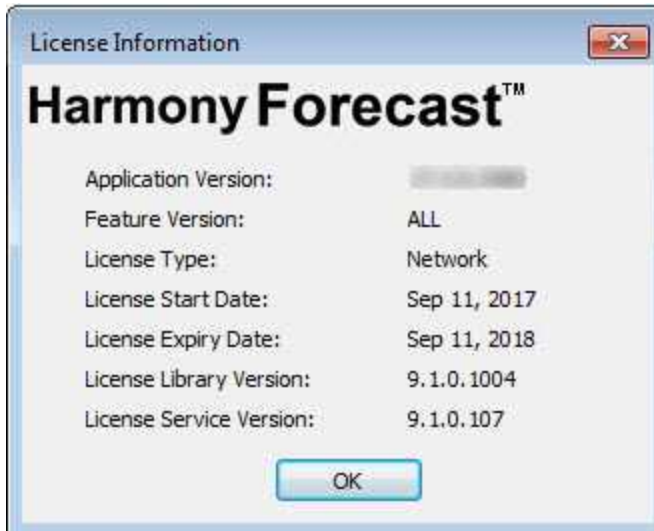 License Information
Harmony Forecast™
Application Version:
Feature Version: ALL
License Type: Network
License Start Date: Sep 11, 2017
License Expiry Date: Sep 11, 2018
License Library Version: 9.1.0.1004
License Service Version: 9.1.0.107
OK